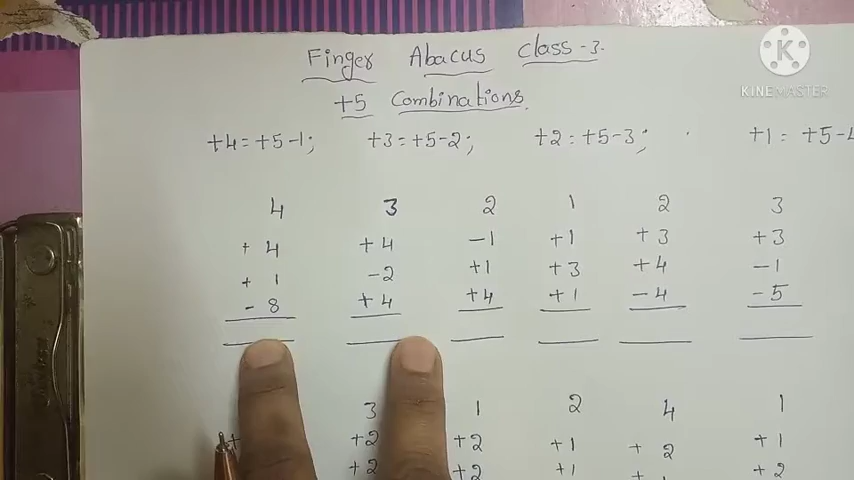 Finger Abacus Class-3.
KINEMASTER
+5 Combinations.
+4=+5-1; +3=+5-2; +2=+5-3; +1= +5-4
4 3 2 1 2 3
+4 +4 -1 +1 +3 +3
+1 -2 +1 +3 +4 -1
-8 +4 +4 +1 -4 -5
3 1 2 4 1
+ +2 +2 +1 +2 +1
+2 +2 +1 +2